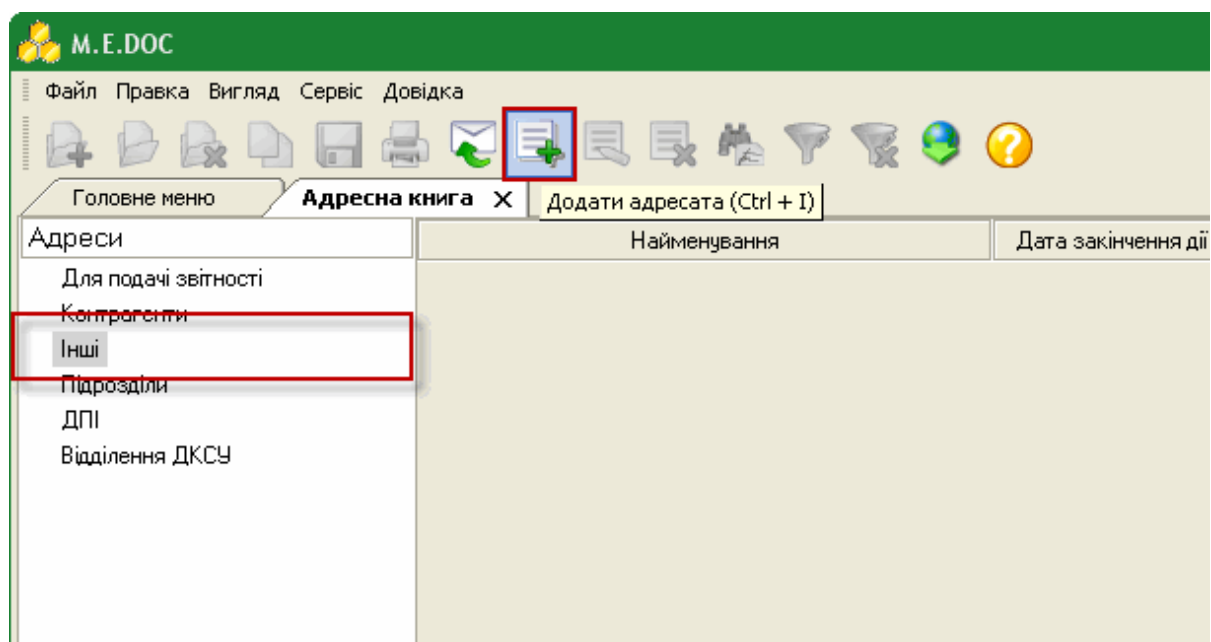 M.E.DOC
Файл Правка Вигляд Сервіс Довідка
Головне меню Адресна книга X Додати адресата (Ctrl + I)
Адреси Найменування Дата закінчення дії
Для подачі звітності
Контрагенти
Інші
Підрозділи
ДПІ
Відділення ДКСУ